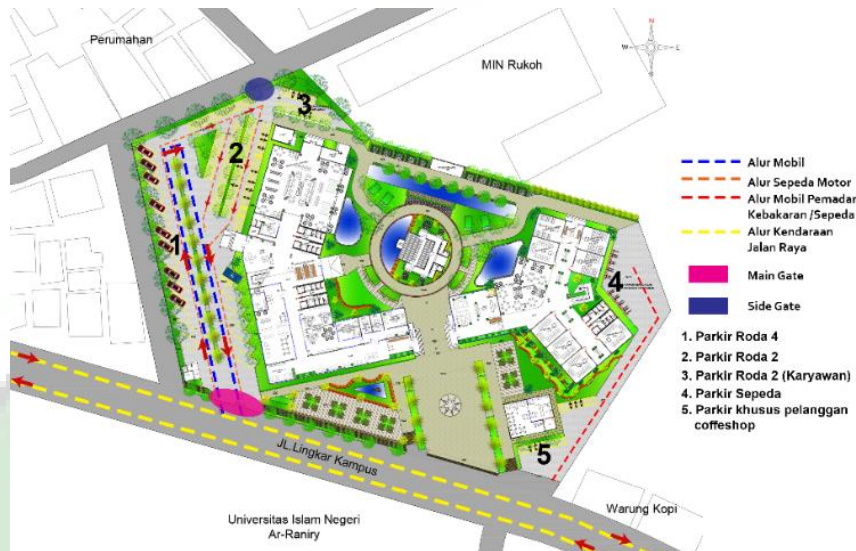 Perumahan
MIN Rukoh
N
W
E
S
3
2
1
4
5
JL.Lingkar Kampus
Universitas Islam Negeri
Ar-Raniry
Warung Kopi
Alur Mobil
Alur Sepeda Motor
Alur Mobil Pemadam
Kebakaran /Sepeda
Alur Kendaraan
Jalan Raya
Main Gate
Side Gate
1. Parkir Roda 4
2. Parkir Roda 2
3. Parkir Roda 2 (Karyawan)
4. Parkir Sepeda
5. Parkir khusus pelanggan
coffeshop